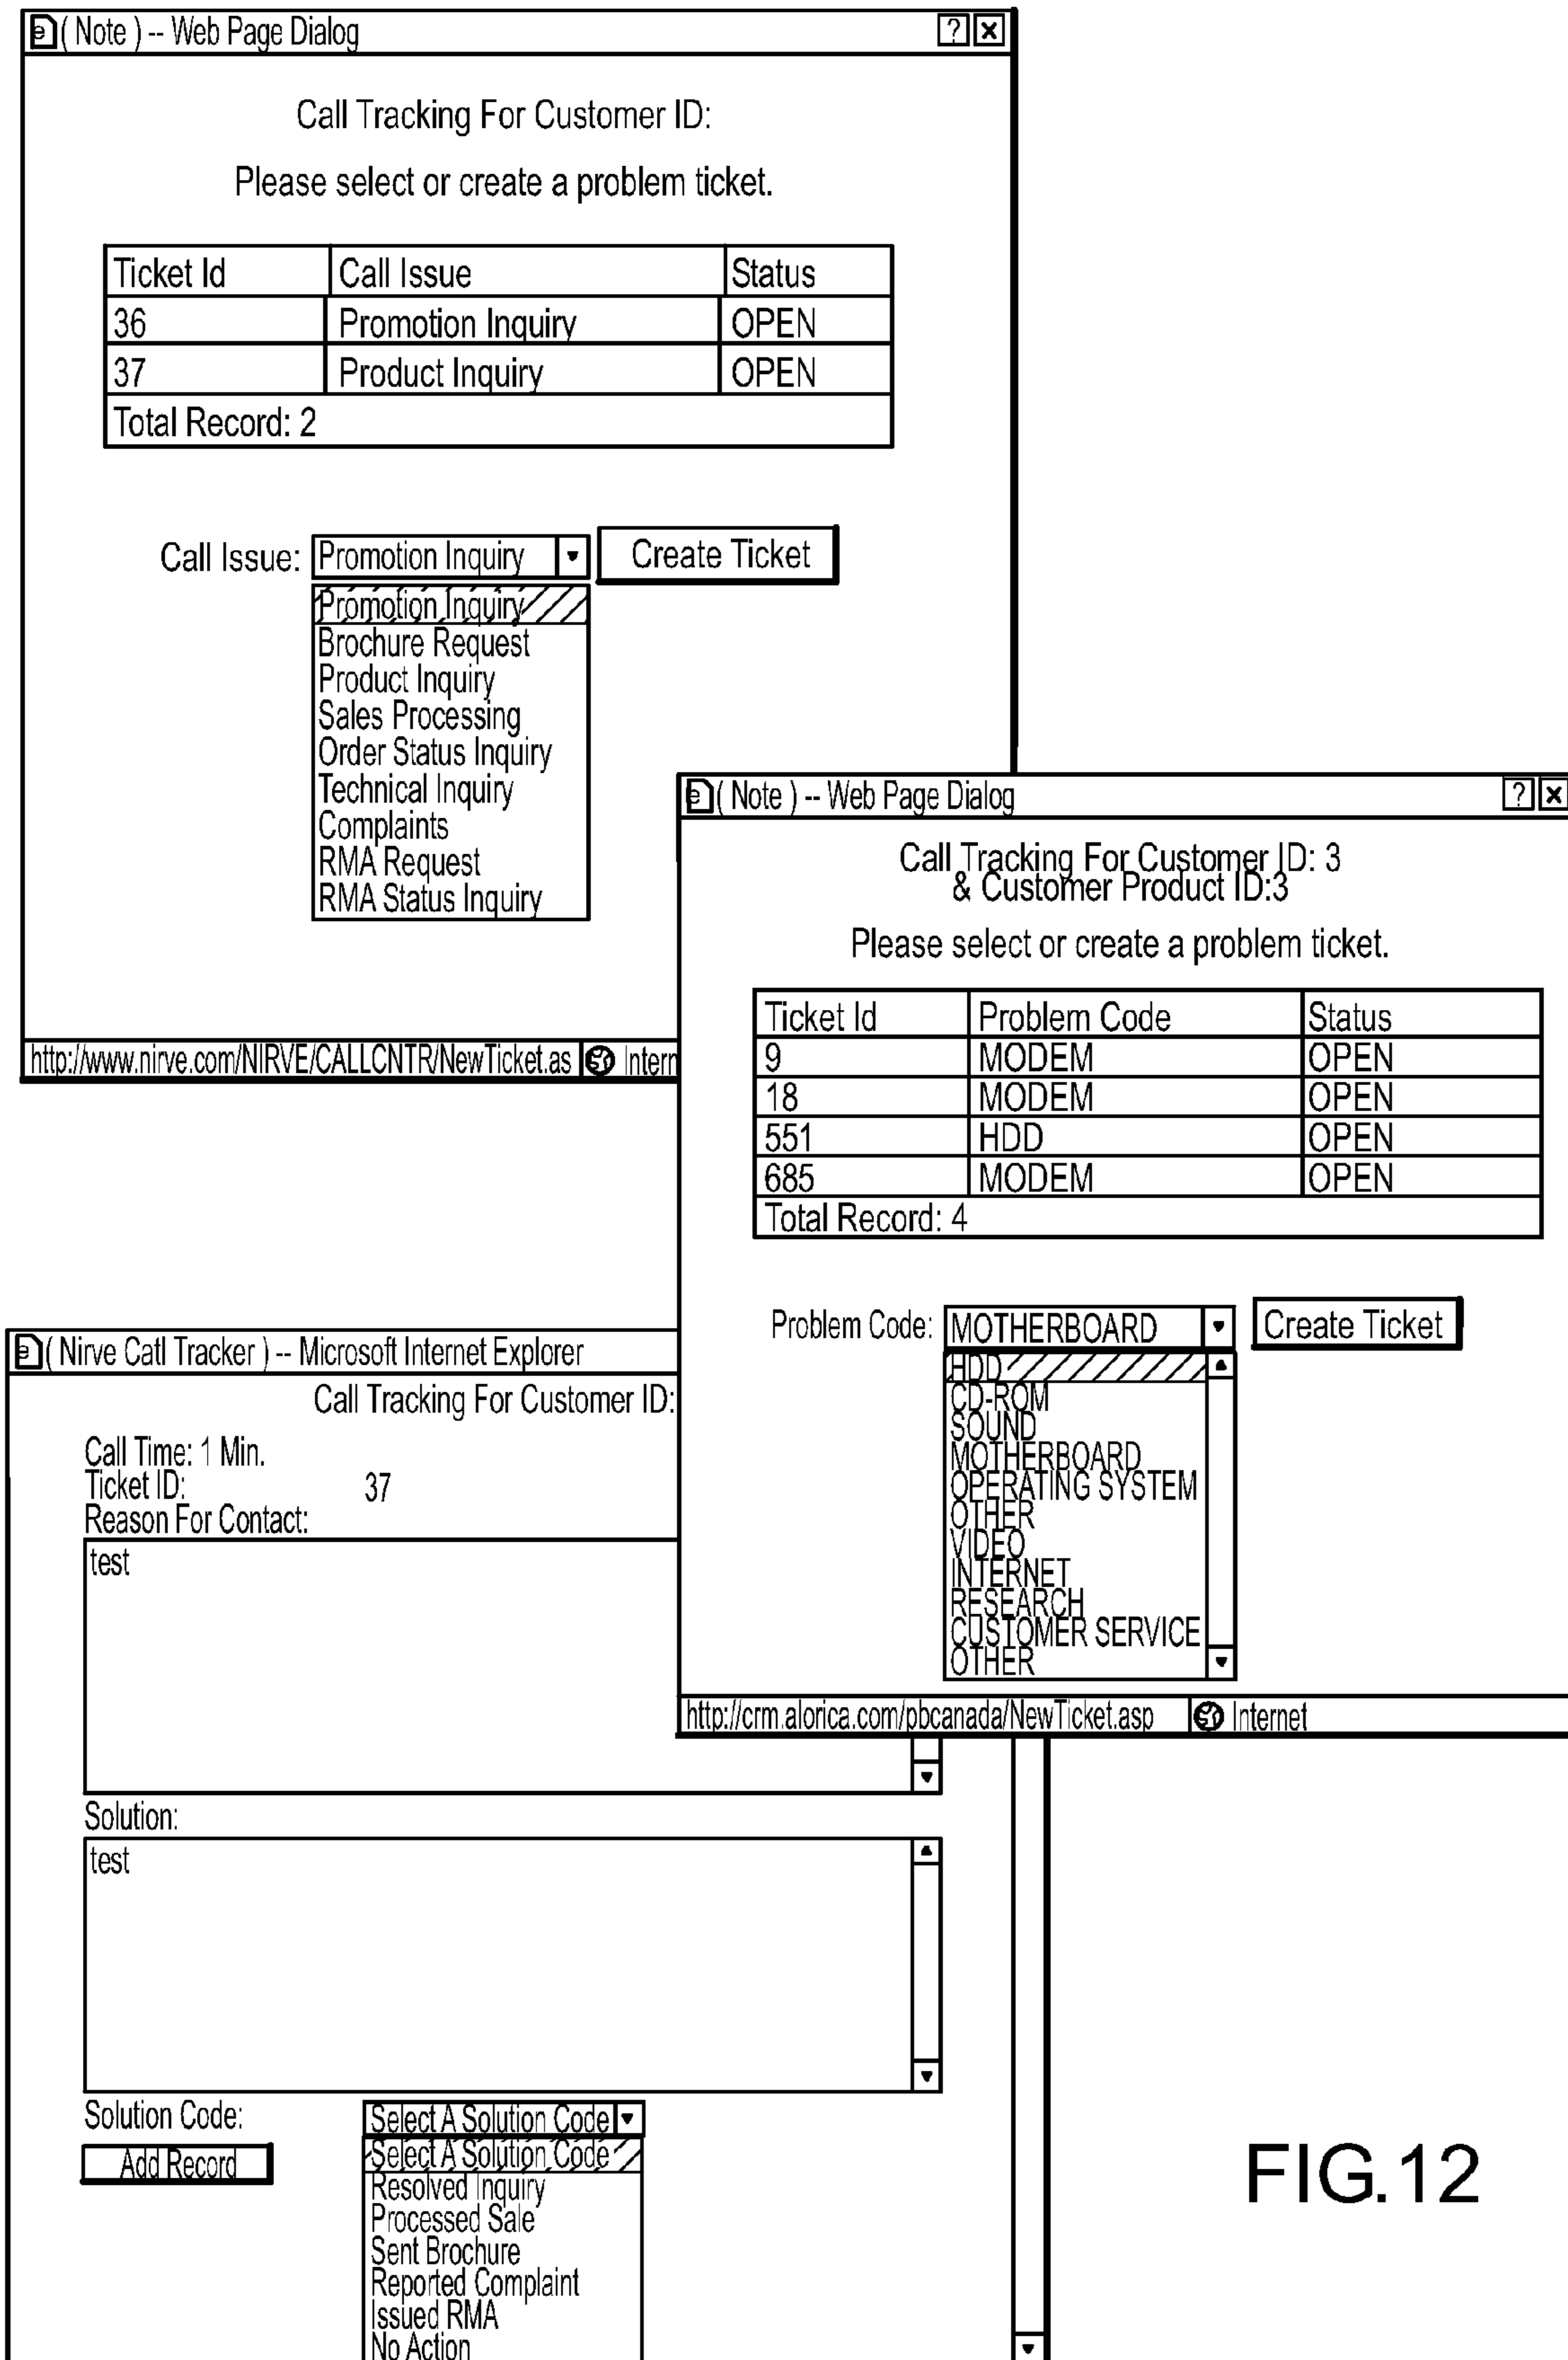 ( Note ) -- Web Page Dialog
?
Call Tracking For Customer ID:
Please select or create a problem ticket.
Ticket Id Call Issue Status
36 Promotion Inquiry OPEN
37 Product Inquiry OPEN
Total Record: 2
Call Issue: Promotion Inquiry Create Ticket
Promotion Inquiry
Brochure Request
Product Inquiry
Sales Processing
Order Status Inquiry
Technical Inquiry
Complaints
RMA Request
RMA Status Inquiry
http://www.nirve.com/NIRVE/CALLCNTR/NewTicket.as Intern
( Note ) -- Web Page Dialog
?
Call Tracking For Customer ID: 3
& Customer Product ID:3
Please select or create a problem ticket.
Ticket Id Problem Code Status
9 MODEM OPEN
18 MODEM OPEN
551 HDD OPEN
685 MODEM OPEN
Total Record: 4
Problem Code: MOTHERBOARD Create Ticket
HDD
CD-ROM
SOUND
MOTHERBOARD
OPERATING SYSTEM
OTHER
VIDEO
INTERNET
RESEARCH
CUSTOMER SERVICE
OTHER
http://crm.alorica.com/pbcanada/NewTicket.asp Internet
( Nirve Catl Tracker ) -- Microsoft Internet Explorer
Call Tracking For Customer ID:
Call Time: 1 Min.
Ticket ID: 37
Reason For Contact:
test
Solution:
test
Solution Code: Select A Solution Code
Add Record
Select A Solution Code
Resolved Inquiry
Processed Sale
Sent Brochure
Reported Complaint
Issued RMA
No Action
FIG.12